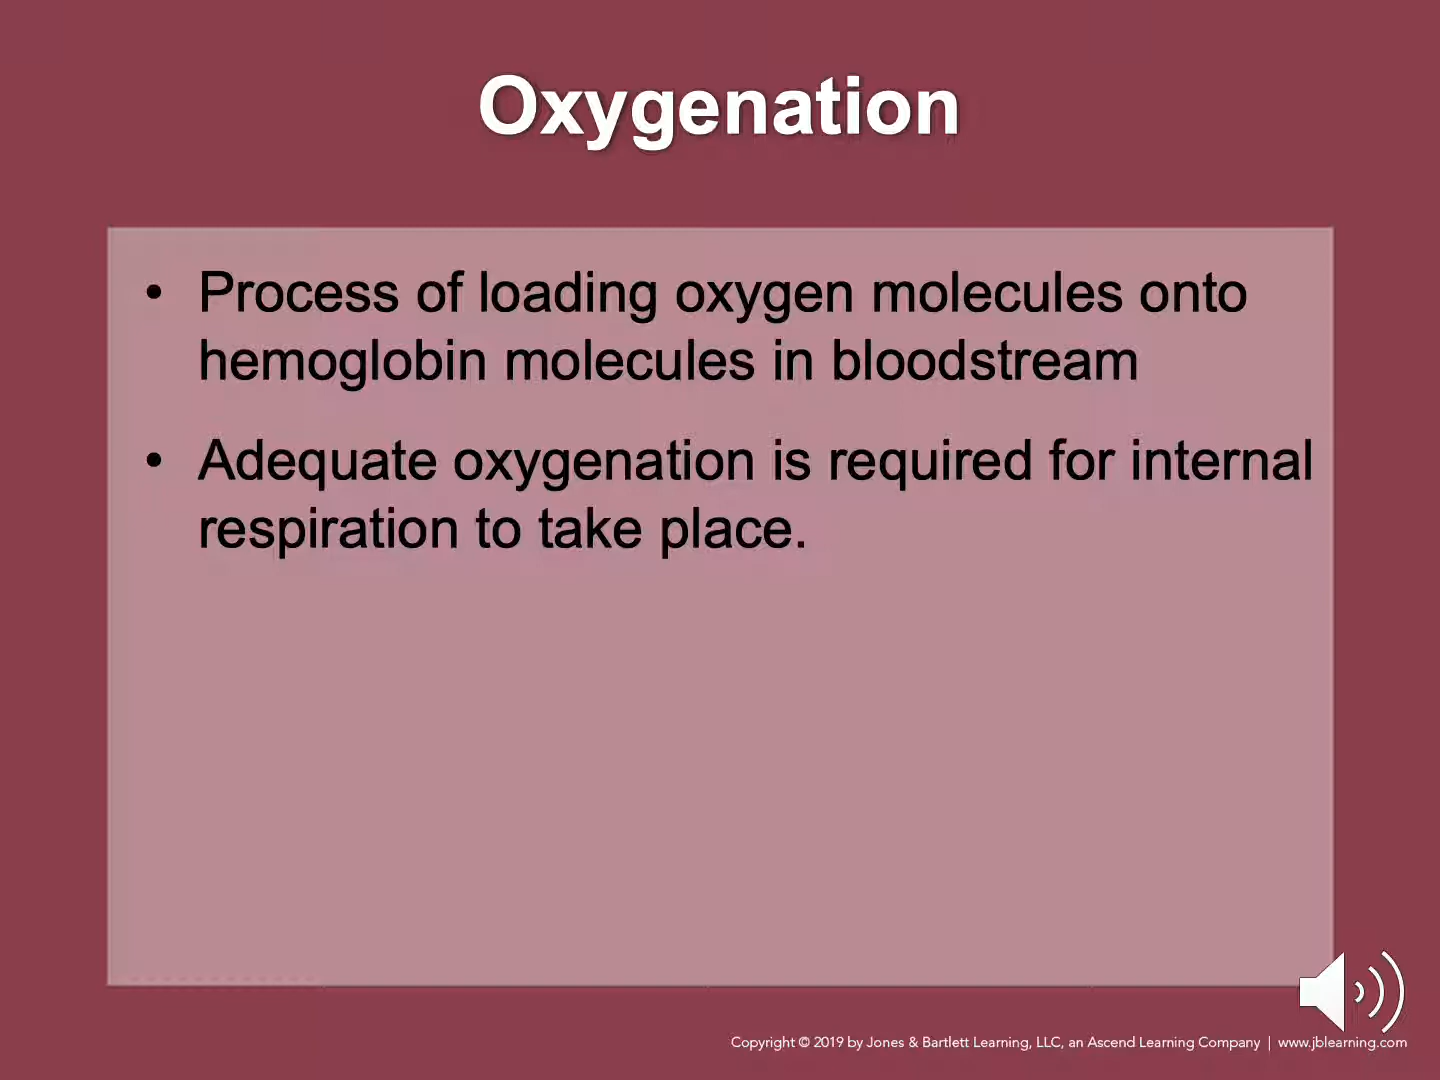 Oxygenation
• Process of loading oxygen molecules onto
hemoglobin molecules in bloodstream
• Adequate oxygenation is required for internal
respiration to take place.
Copyright © 2019 by Jones & Bartlett Learning, LLC, an Ascend Learning Company | www.jblearning.com